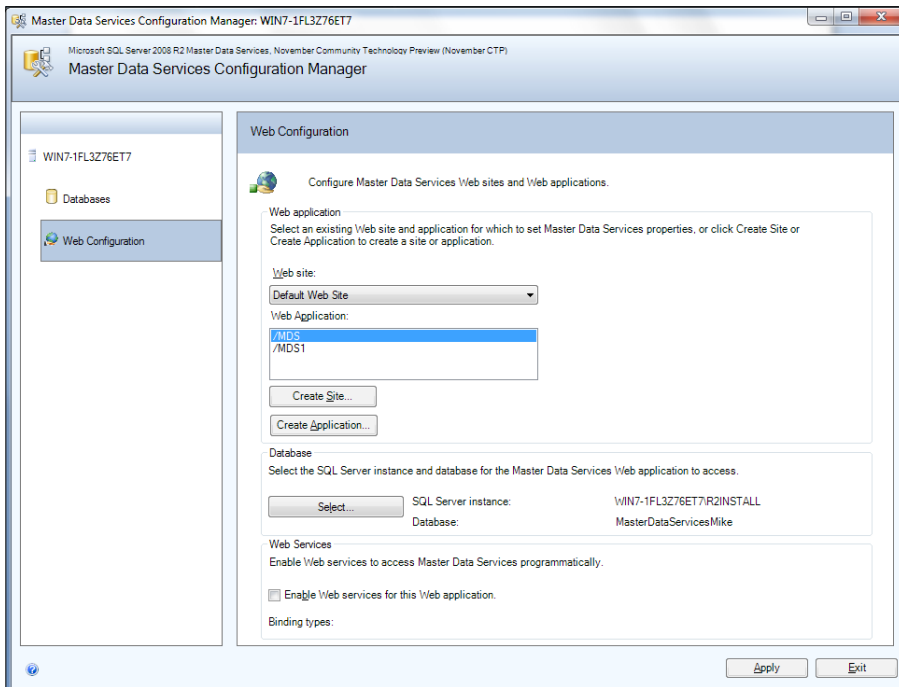 Master Data Services Configuration Manager: WIN7-1FL3Z76ET7
Microsoft SQL Server 2008 R2 Master Data Services, November Community Technology Preview (November CTP)
Master Data Services Configuration Manager
WIN7-1FL3Z76ET7
Databases
Web Configuration
Web Configuration
Configure Master Data Services Web sites and Web applications.
Web application
Select an existing Web site and application for which to set Master Data Services properties, or click Create Site or
Create Application to create a site or application.
Web site:
Default Web Site
Web Application:
/MDS
/MDS1
Create Site...
Create Application...
Database
Select the SQL Server instance and database for the Master Data Services Web application to access.
Select...
SQL Server instance: WIN7-1FL3Z76ET7\R2INSTALL
Database: MasterDataServicesMike
Web Services
Enable Web services to access Master Data Services programmatically.
Enable Web services for this Web application.
Binding types:
Apply
Exit